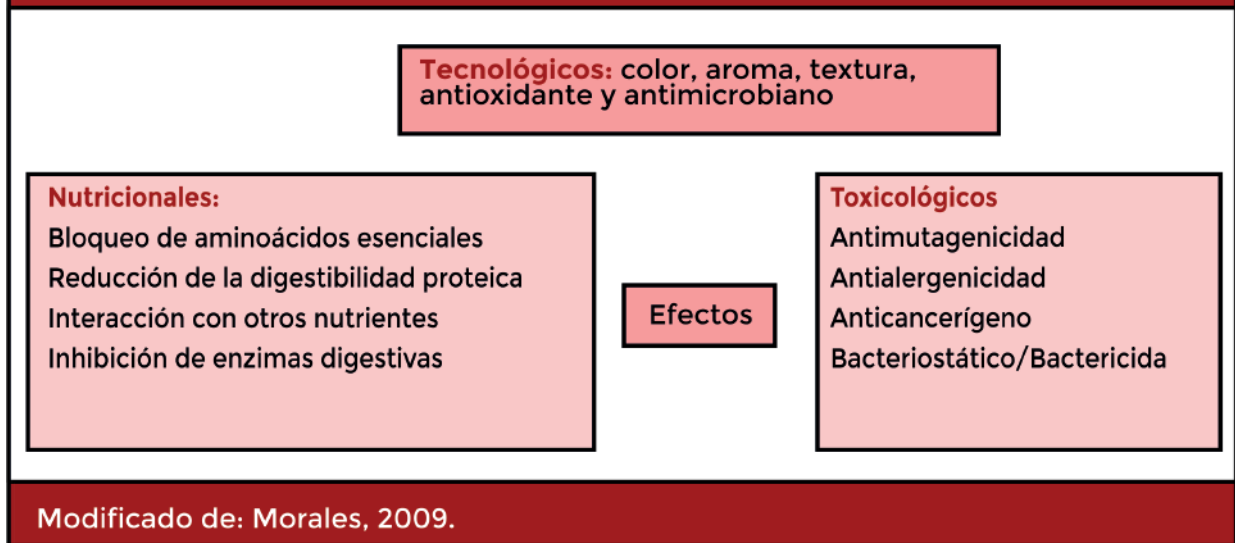 Tecnológicos: color, aroma, textura,
antioxidante y antimicrobiano
Nutricionales:
Bloqueo de aminoácidos esenciales
Reducción de la digestibilidad proteica
Interacción con otros nutrientes
Inhibición de enzimas digestivas
Efectos
Toxicológicos
Antimutagenicidad
Antialergenicidad
Anticancerígeno
Bacteriostático/Bactericida
Modificado de: Morales, 2009.